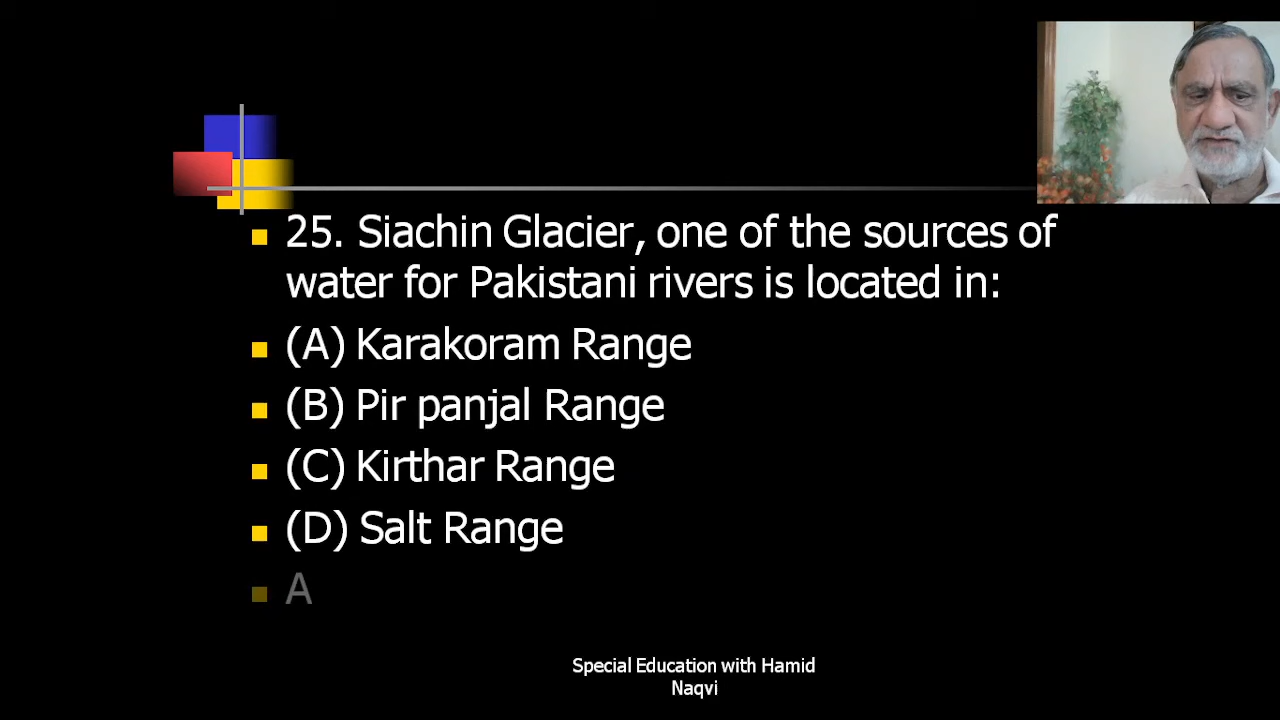 25. Siachin Glacier, one of the sources of
water for Pakistani rivers is located in:
(A) Karakoram Range
(B) Pir panjal Range
(C) Kirthar Range
(D) Salt Range
A
Special Education with Hamid
Naqvi